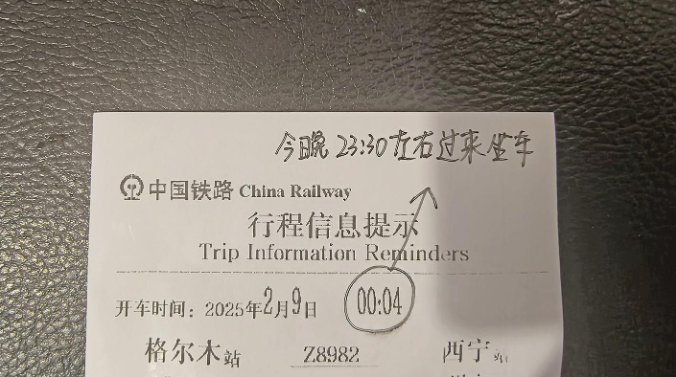 今日晚 23:30左右过来坐车
中国铁路 China Railway
行程信息提示
Trip Information Reminders
开车时间：2025年2月9日 00:04
格尔木站 Z8982 西宁站